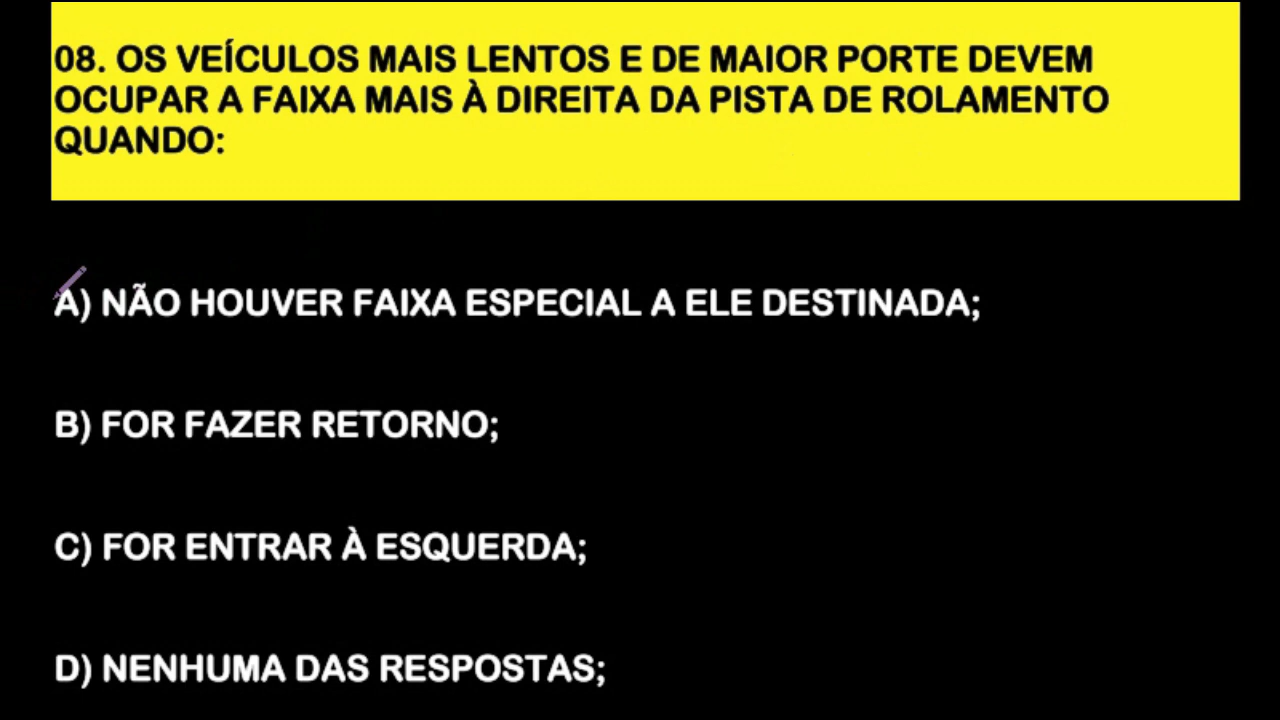 08. OS VEÍCULOS MAIS LENTOS E DE MAIOR PORTE DEVEM
OCUPAR A FAIXA MAIS À DIREITA DA PISTA DE ROLAMENTO
QUANDO:
A) NÃO HOUVER FAIXA ESPECIAL A ELE DESTINADA;
B) FOR FAZER RETORNO;
C) FOR ENTRAR À ESQUERDA;
D) NENHUMA DAS RESPOSTAS;